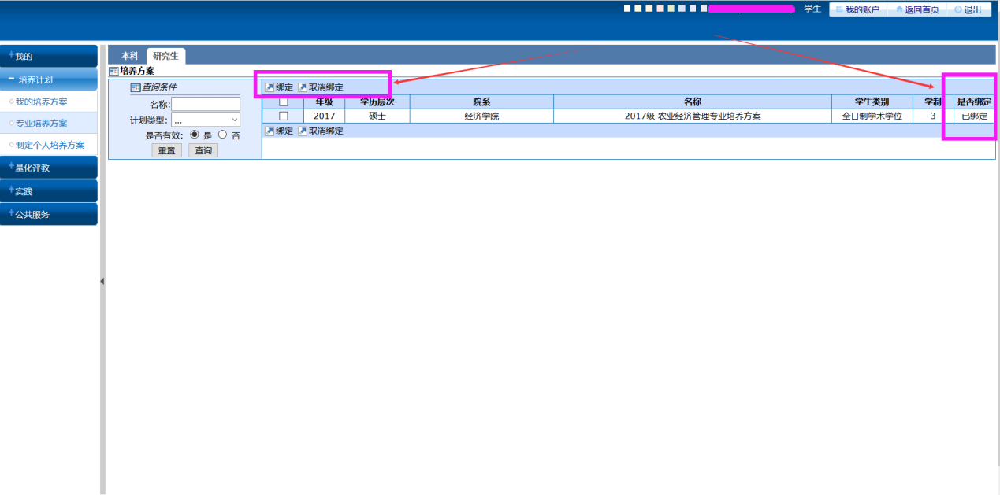 学生 我的账户 返回首页 退出
+我的
- 培养计划
我的培养方案
专业培养方案
制定个人培养方案
+量化评教
+实践
+公共服务
本科 研究生
培养方案
查询条件
名称:
计划类型: ...
是否有效: 是 否
重置 查询
绑定 取消绑定
年级 学历层次 院系 名称 学生类别 学制 是否绑定
2017 硕士 经济学院 2017级 农业经济管理专业培养方案 全日制学术学位 3 已绑定
绑定 取消绑定